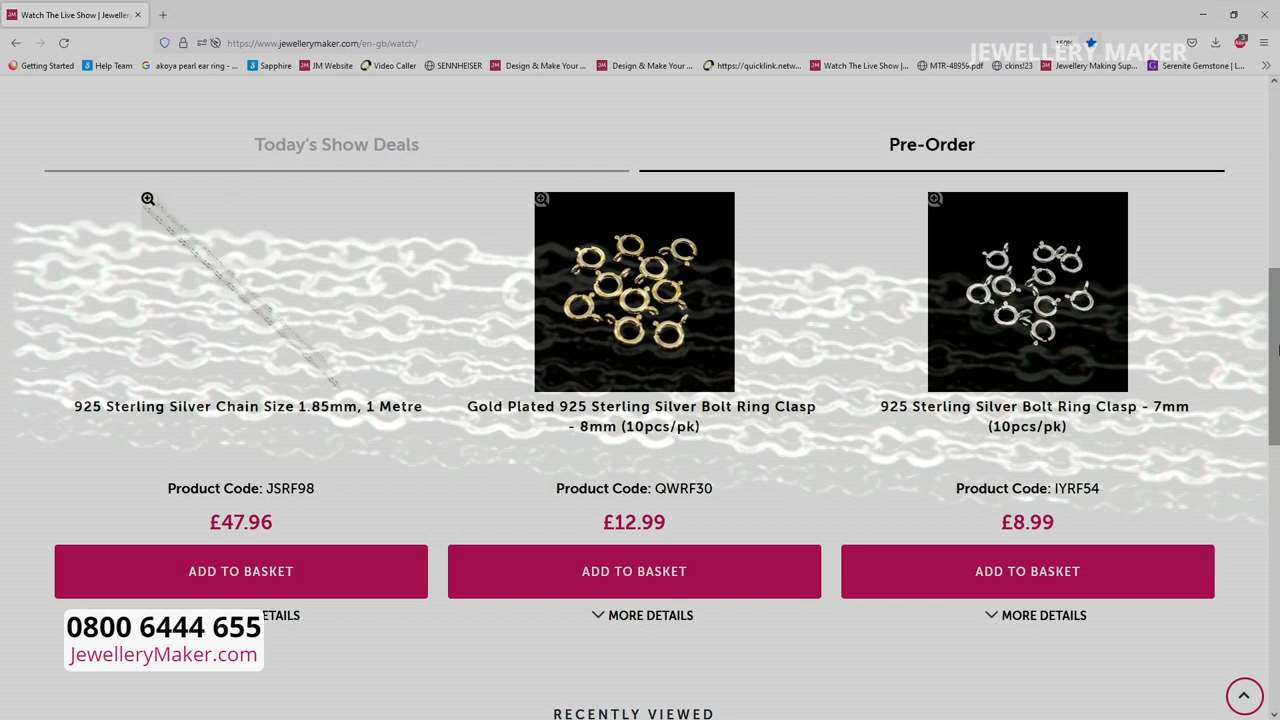 Watch The Live Show | Jeweller
https://www.jewellerymaker.com
gb/watch/
150%
3
JEWELLERY MAKER
Getting Started
Help Team
akoya pearl ear ring - ...
Sapphire
JM Website
Video Caller
SENNHEISER
Design & Make Your ...
Design & Make Your ...
https://quicklink.netw...
Watch The Live Show |...
MTR-48959.pdf
ckins!23
Jewellery Making Sup...
Serenite Gemstone | L...
Today's Show Deals
Pre-Order
925 Sterling Silver Chain Size 1.85mm, 1 Metre
Product Code: JSRF98
£47.96
ADD TO BASKET
ETAILS
Gold Plated 925 Sterling Silver Bolt Ring Clasp
- 8mm (10pcs/pk)
Product Code: QWRF30
£12.99
ADD TO BASKET
MORE DETAILS
925 Sterling Silver Bolt Ring Clasp - 7mm
(10pcs/pk)
Product Code: IYRF54
£8.99
ADD TO BASKET
MORE DETAILS
0800 6444 655
JewelleryMaker.com
RECENTLY VIEWED